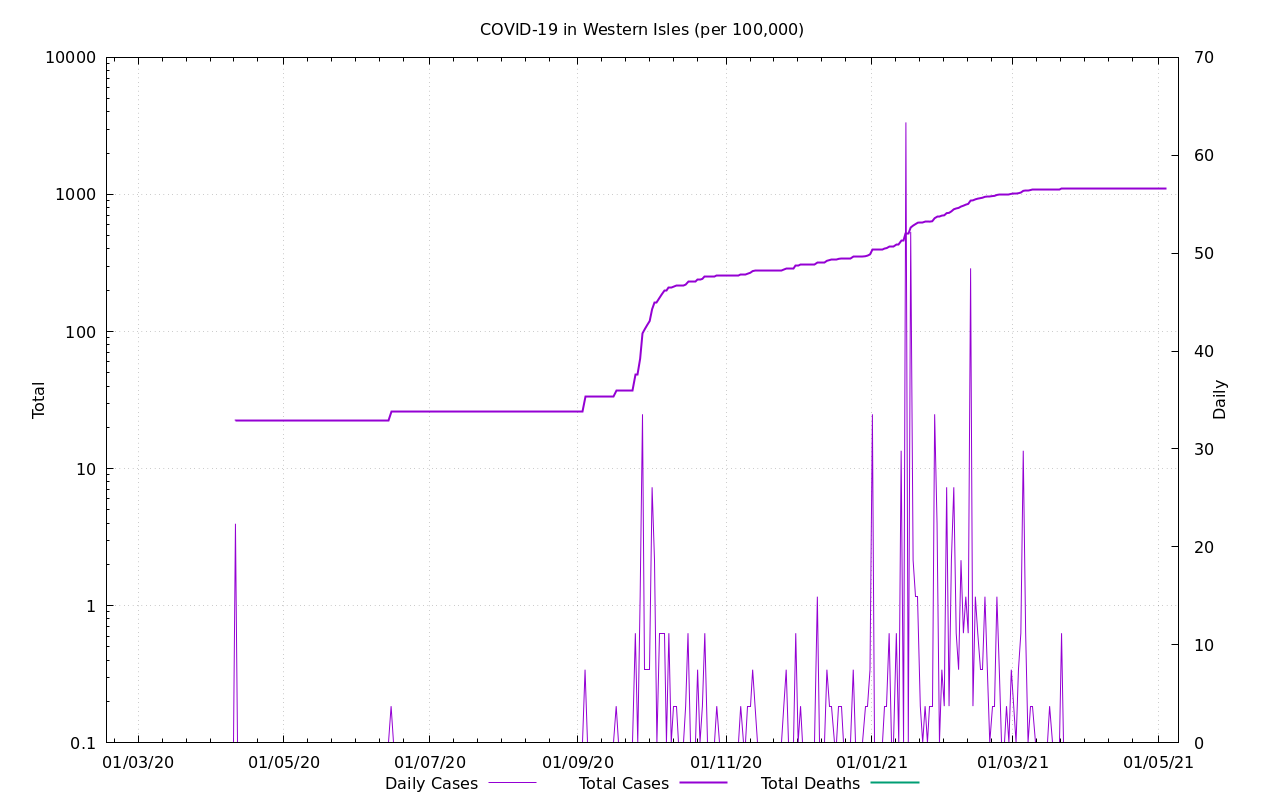 COVID-19 in Western Isles (per 100,000)
10000
1000
100
10
1
0.1
Total
70
60
50
40
30
20
10
0
Daily
01/03/20 01/05/20 01/07/20 01/09/20 01/11/20 01/01/21 01/03/21 01/05/21
Daily Cases Total Cases Total Deaths